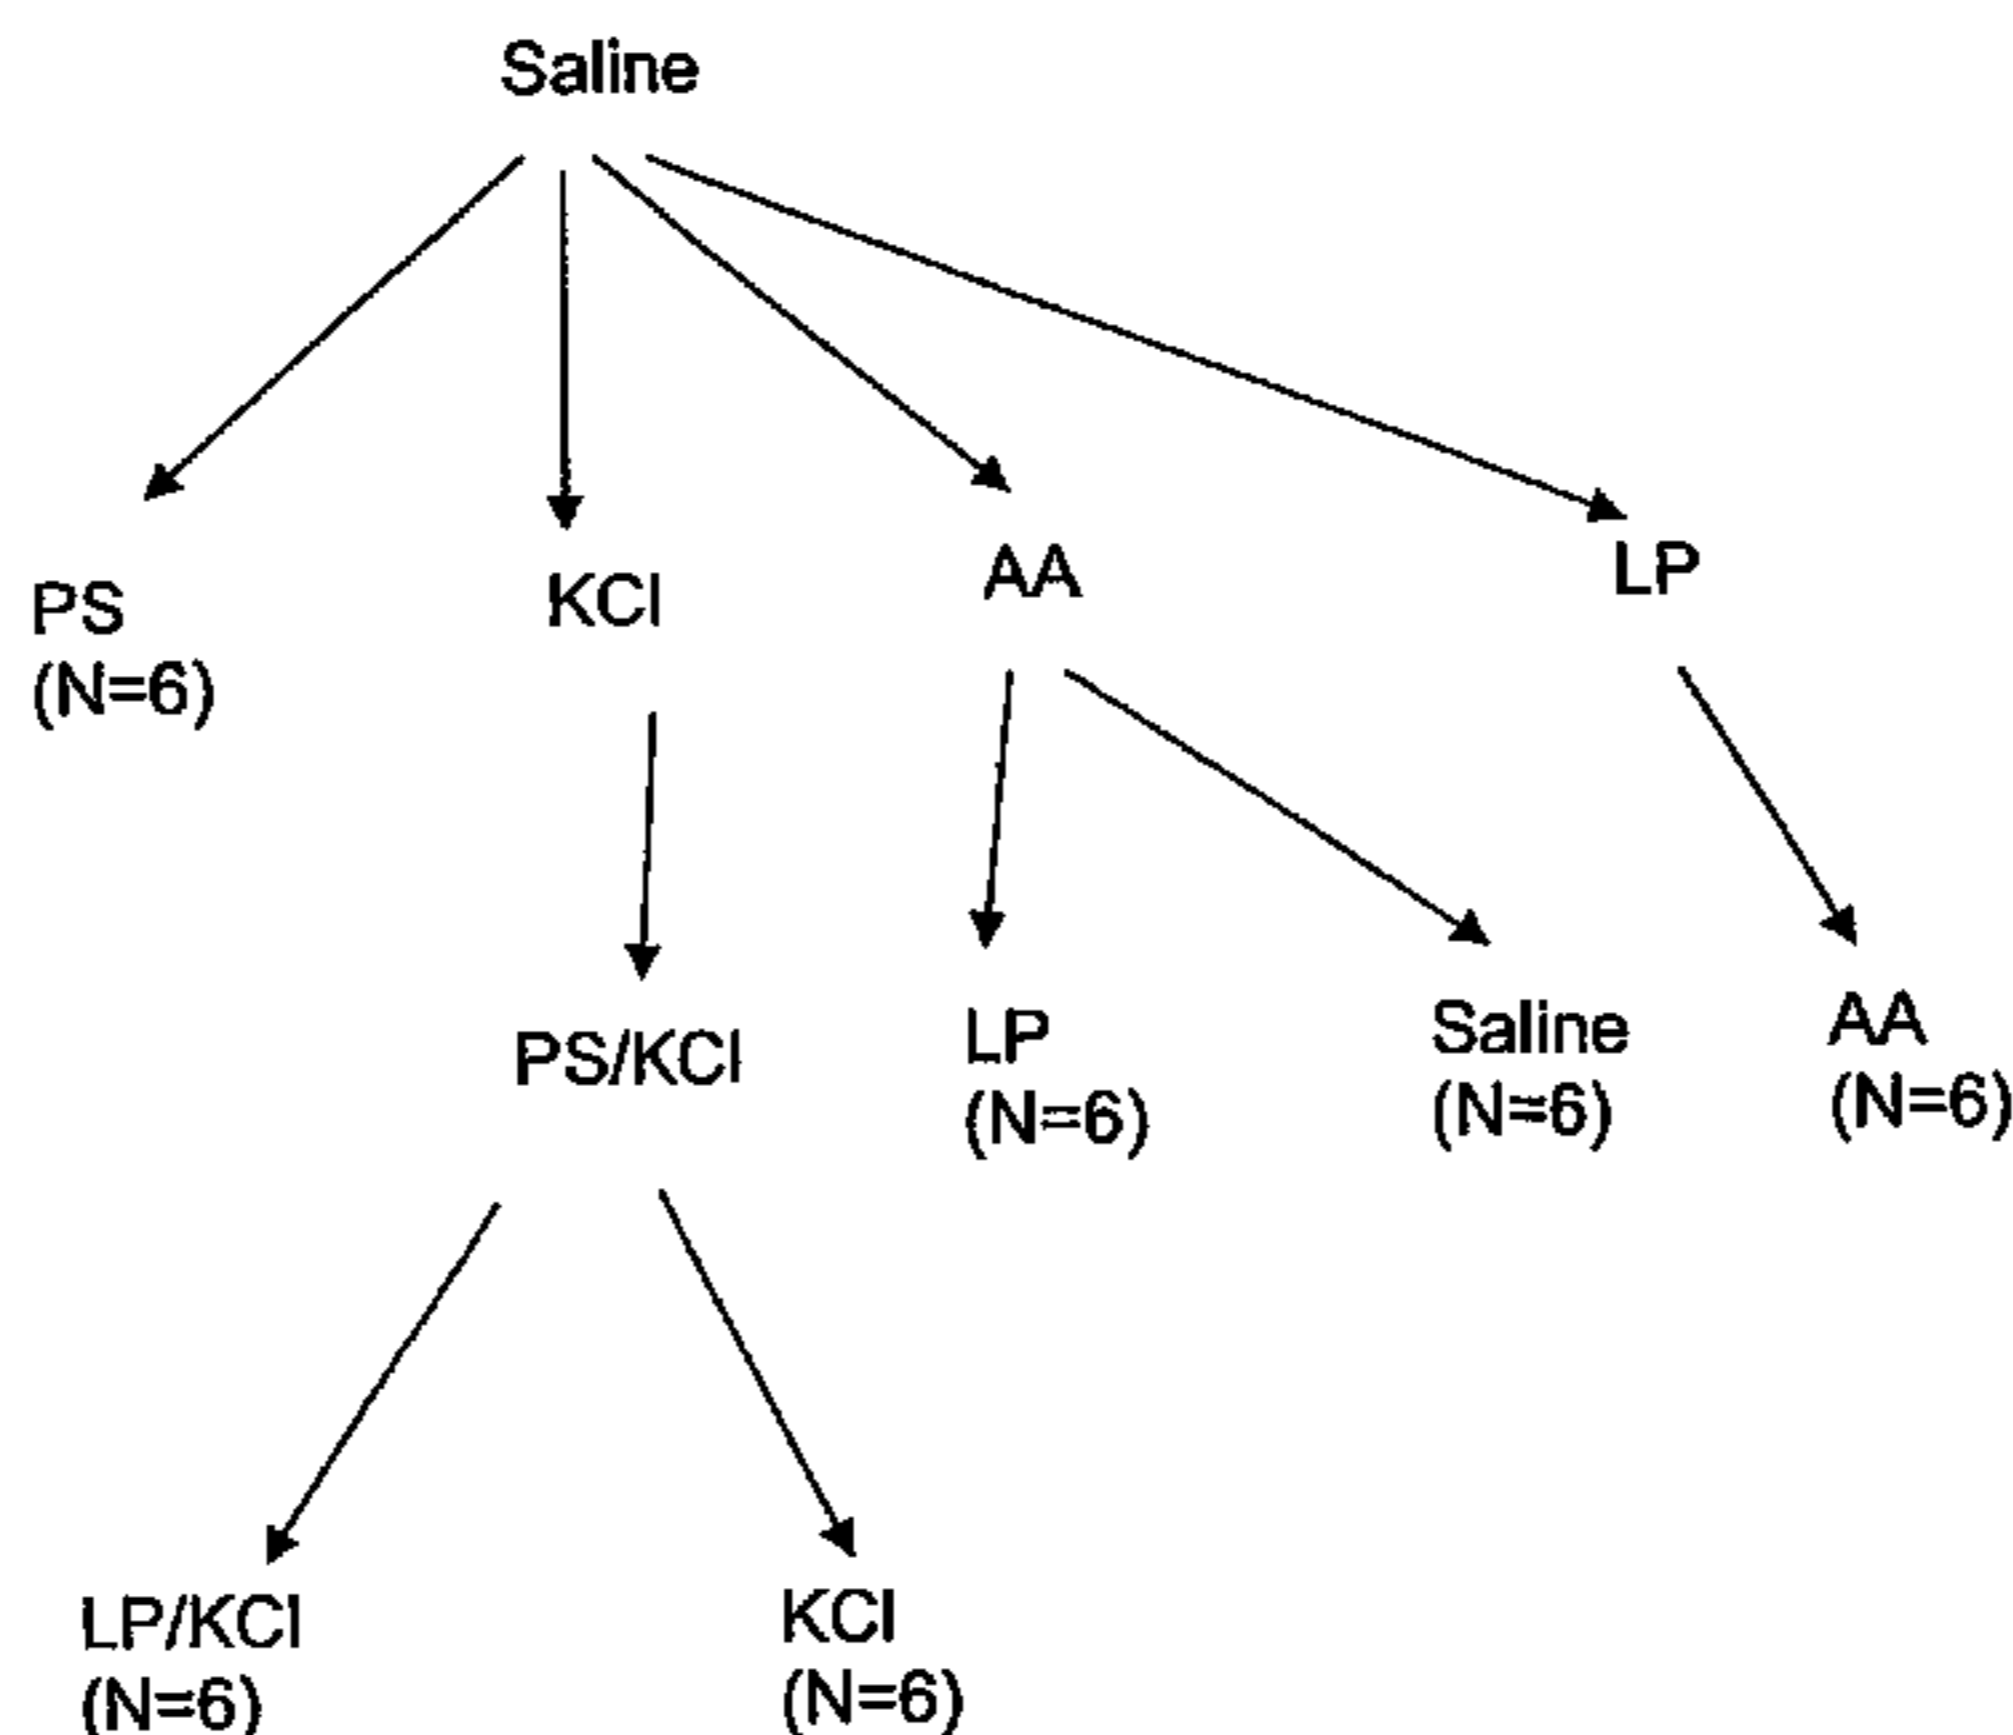 Saline
PS
(N=6)
KCl
AA
LP
PS/KCl
LP
(N=6)
Saline
(N=6)
AA
(N=6)
LP/KCl
(N=6)
KCl
(N=6)